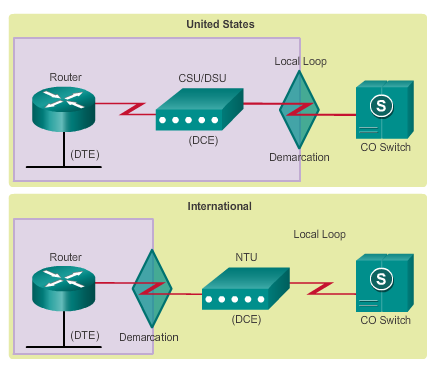 United States
Local Loop
Router
CSU/DSU
S
(DTE)
(DCE)
CO Switch
Demarcation
International
Local Loop
Router
NTU
S
(DTE)
Demarcation
(DCE)
CO Switch